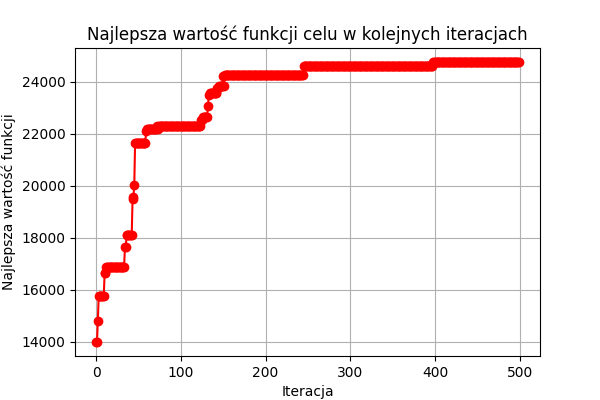 Najlepsza wartość funkcji celu w kolejnych iteracjach
Najlepsza wartość funkcji
24000
22000
20000
18000
16000
14000
0 100 200 300 400 500
Iteracja